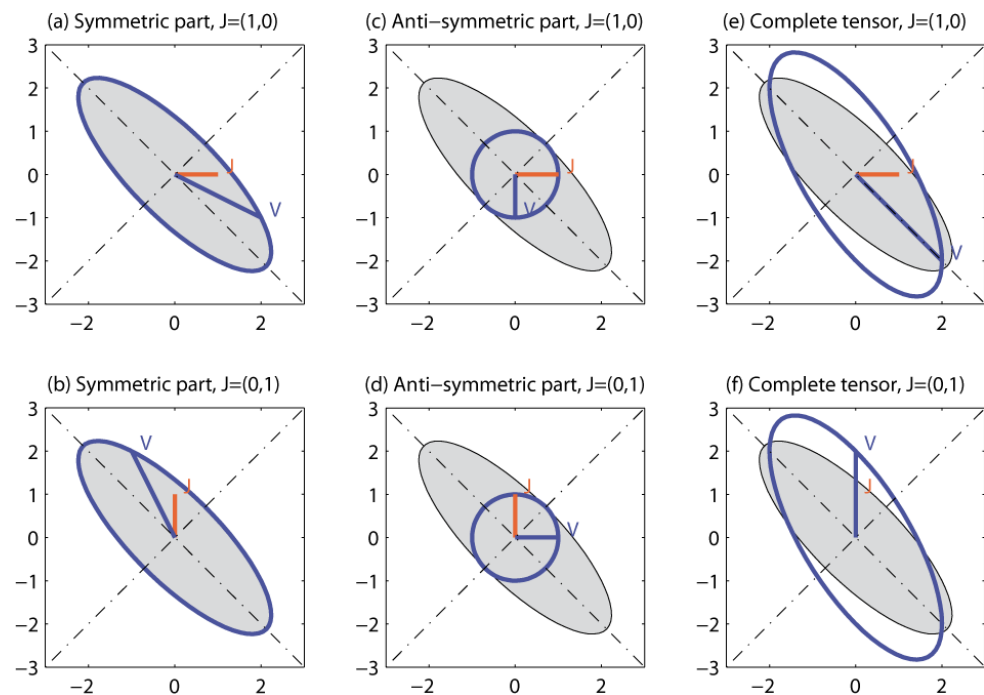 (a) Symmetric part, J=(1,0)
3
2
1
0
−1
−2
−3
−2 0 2
J
V
(c) Anti−symmetric part, J=(1,0)
3
2
1
0
−1
−2
−3
−2 0 2
J
V
(e) Complete tensor, J=(1,0)
3
2
1
0
−1
−2
−3
−2 0 2
J
V
(b) Symmetric part, J=(0,1)
3
2
1
0
−1
−2
−3
−2 0 2
V
J
(d) Anti−symmetric part, J=(0,1)
3
2
1
0
−1
−2
−3
−2 0 2
J
V
(f) Complete tensor, J=(0,1)
3
2
1
0
−1
−2
−3
−2 0 2
V
J